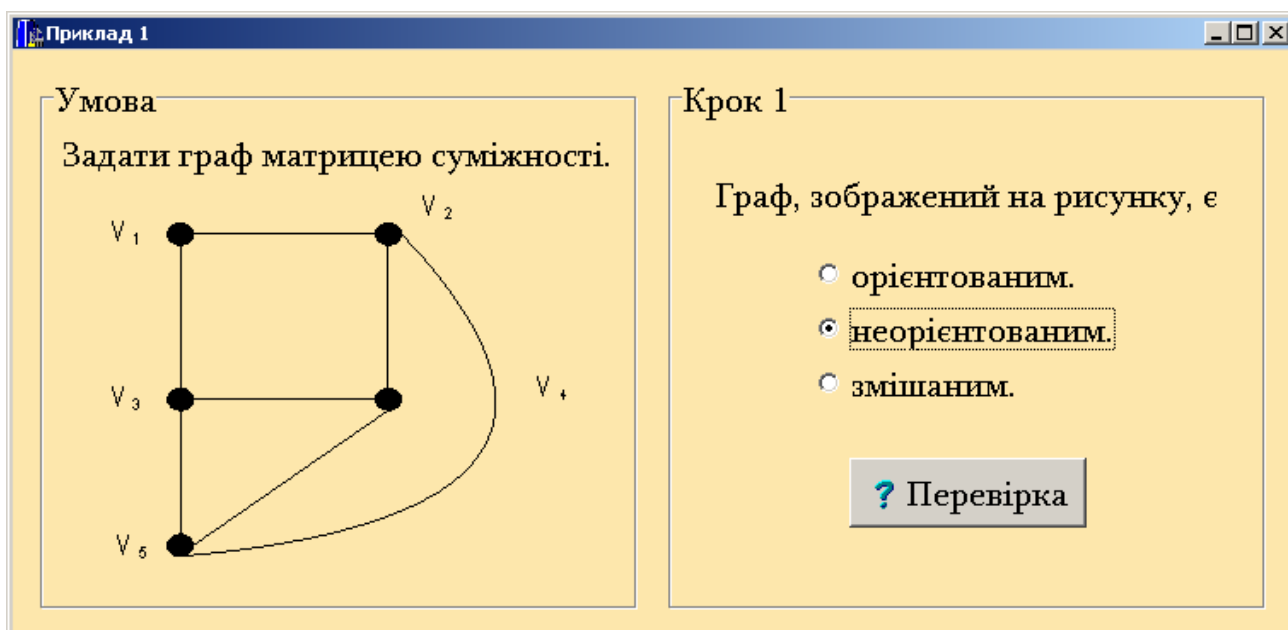 Приклад 1
Умова
Задати граф матрицею суміжності.
V 1
V 2
V 3
V 4
V 5
Крок 1
Граф, зображений на рисунку, є
орієнтованим.
неорієнтованим.
змішаним.
? Перевірка